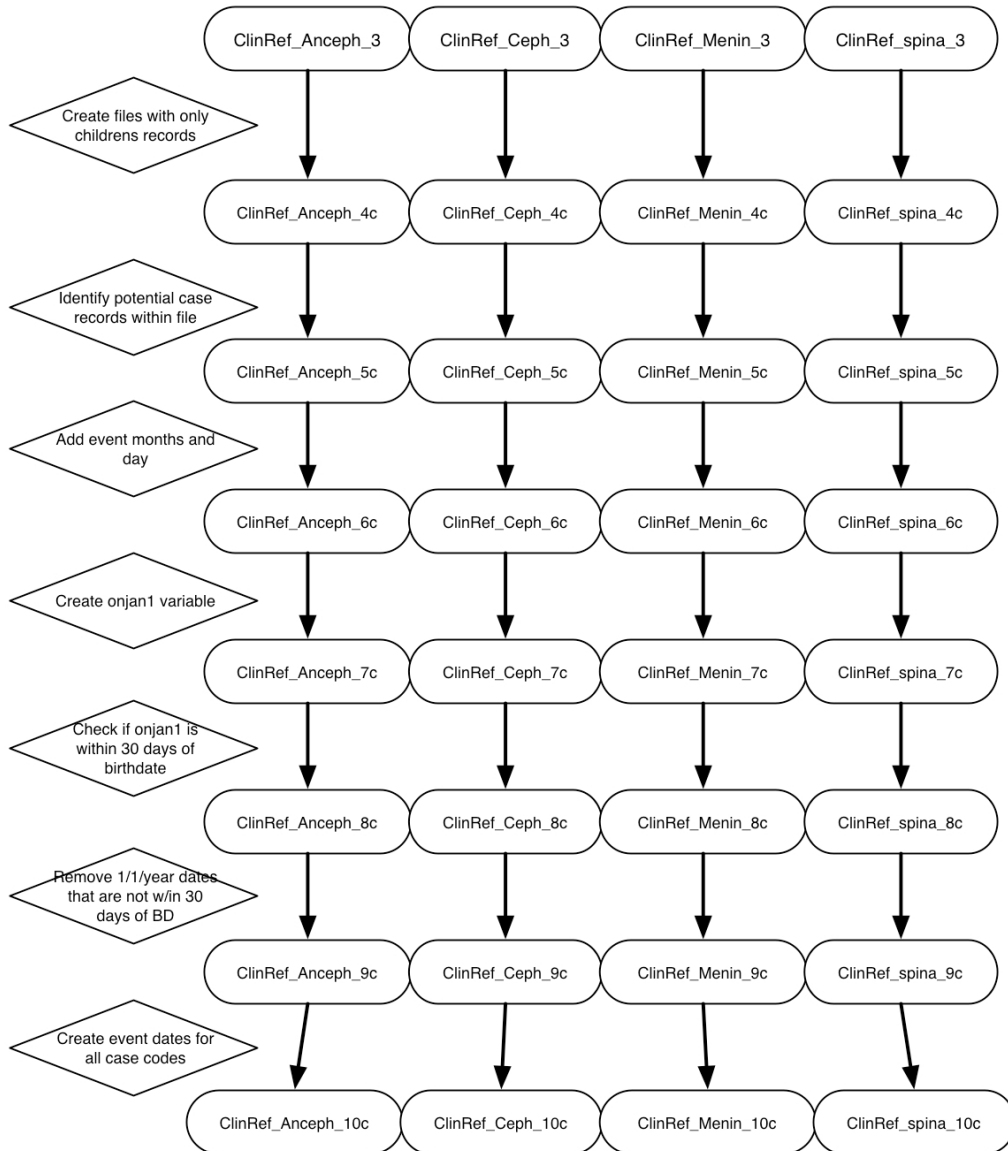 ClinRef_Anceph_3
ClinRef_Ceph_3
ClinRef_Menin_3
ClinRef_spina_3
Create files with only
childrens records
ClinRef_Anceph_4c
ClinRef_Ceph_4c
ClinRef_Menin_4c
ClinRef_spina_4c
Identify potential case
records within file
ClinRef_Anceph_5c
ClinRef_Ceph_5c
ClinRef_Menin_5c
ClinRef_spina_5c
Add event months and
day
ClinRef_Anceph_6c
ClinRef_Ceph_6c
ClinRef_Menin_6c
ClinRef_spina_6c
Create onjan1 variable
ClinRef_Anceph_7c
ClinRef_Ceph_7c
ClinRef_Menin_7c
ClinRef_spina_7c
Check if onjan1 is
within 30 days of
birthdate
ClinRef_Anceph_8c
ClinRef_Ceph_8c
ClinRef_Menin_8c
ClinRef_spina_8c
Remove 1/1/year dates
that are not w/in 30
days of BD
ClinRef_Anceph_9c
ClinRef_Ceph_9c
ClinRef_Menin_9c
ClinRef_spina_9c
Create event dates for
all case codes
ClinRef_Anceph_10c
ClinRef_Ceph_10c
ClinRef_Menin_10c
ClinRef_spina_10c